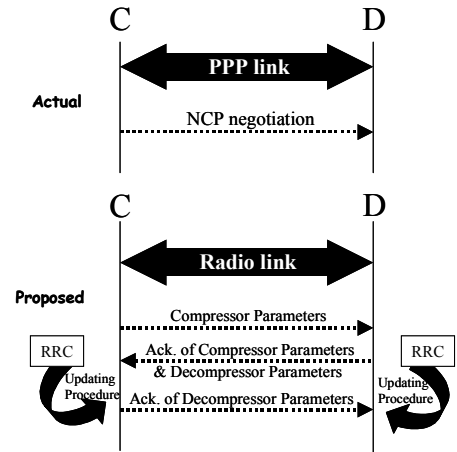 C D
PPP link
Actual
NCP negotiation
C D
Radio link
Proposed
Compressor Parameters
RRC
Ack. of Compressor Parameters
& Decompressor Parameters
RRC
Updating
Procedure
Updating
Procedure
Ack. of Decompressor Parameters